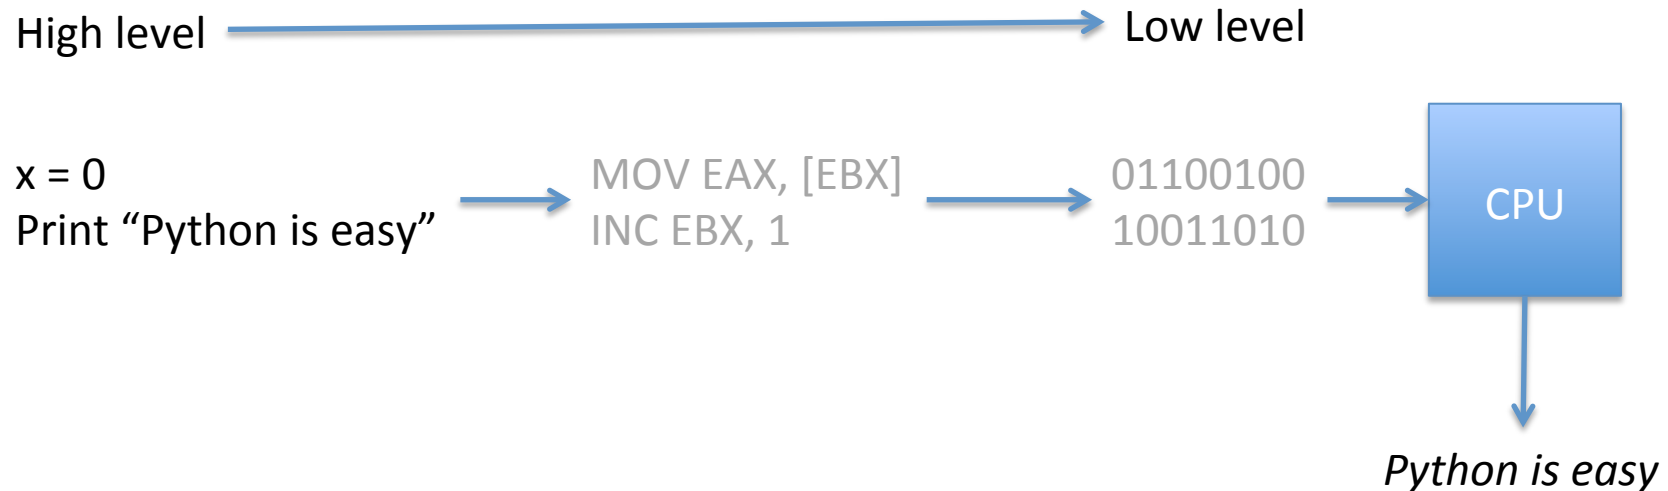 High level
Low level
x = 0
Print “Python is easy”
MOV EAX, [EBX]
INC EBX, 1
01100100
10011010
CPU
Python is easy